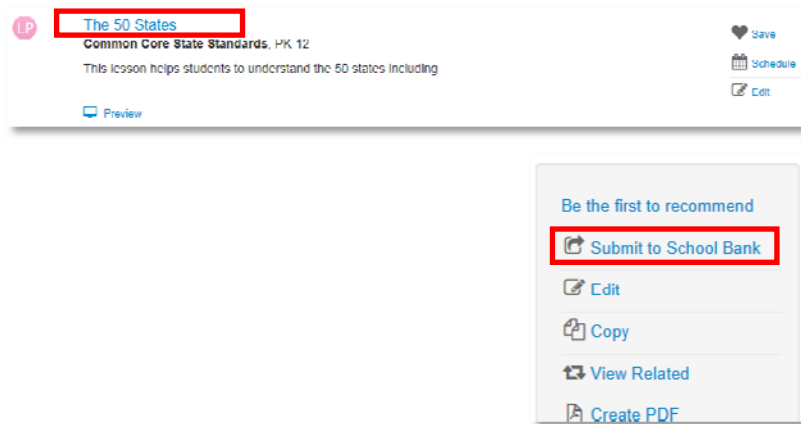 LP
The 50 States
Common Core State Standards, PK 12
This lesson helps students to understand the 50 states including
Preview
Save
Schedule
Edit
Be the first to recommend
Submit to School Bank
Edit
Copy
View Related
Create PDF